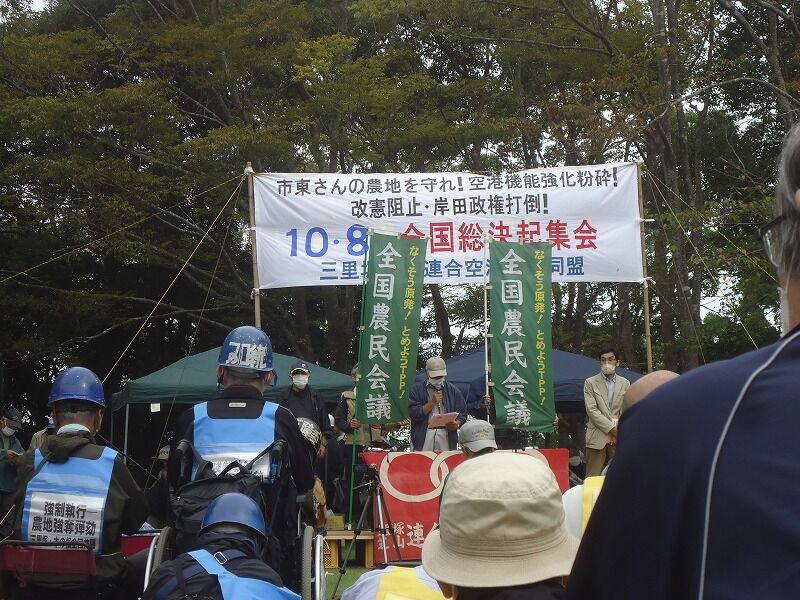 市東さんの農地を守れ！空港機能強化粉砕！
改憲阻止・岸田政権打倒！
10・8 全国総決起集会
三里 連合空 同盟
なくそう原発！とめようTPP！
全国農民会議
なくそう原発！とめようTPP！
全国農民会議
強制執行
農地強奪弾劾
連